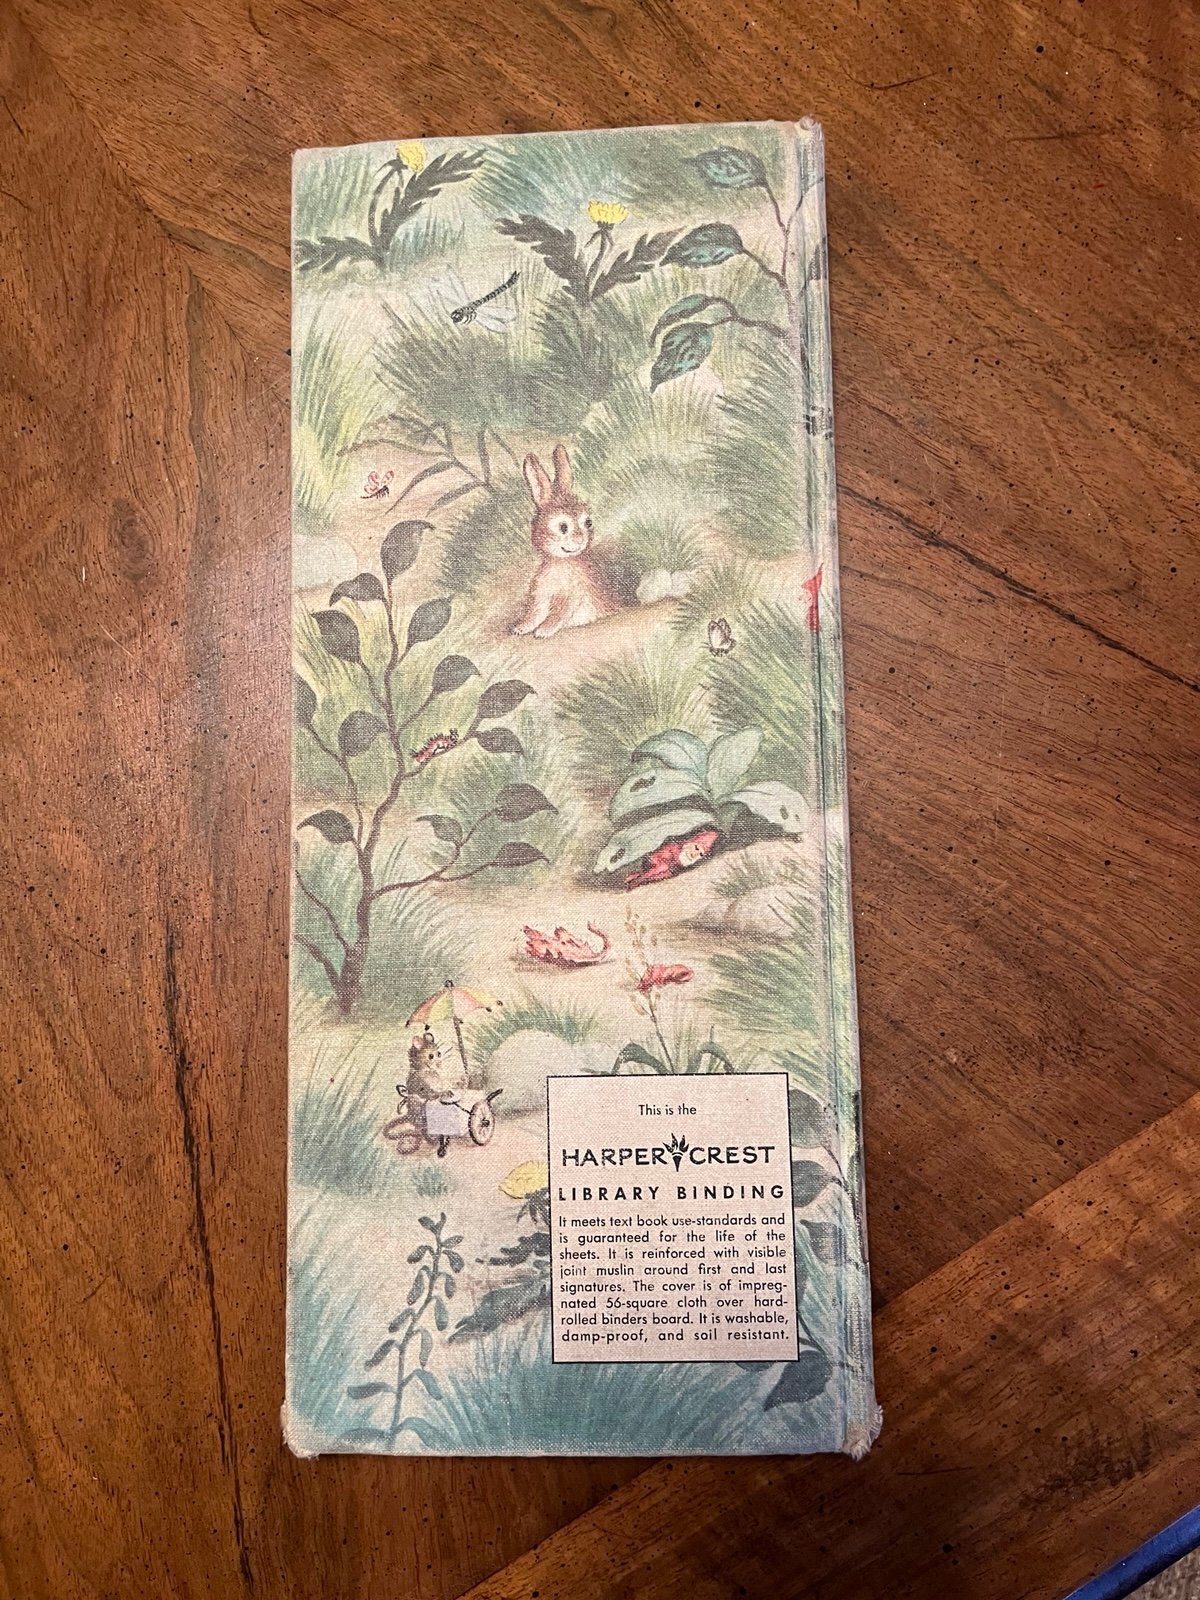 This is the
HARPER CREST
LIBRARY BINDING
It meets text book use-standards and
is guaranteed for the life of the
sheets. It is reinforced with visible
joint muslin around first and last
signatures. The cover is of impreg-
nated 56-square cloth over hard-
rolled binders board. It is washable,
damp-proof, and soil resistant.